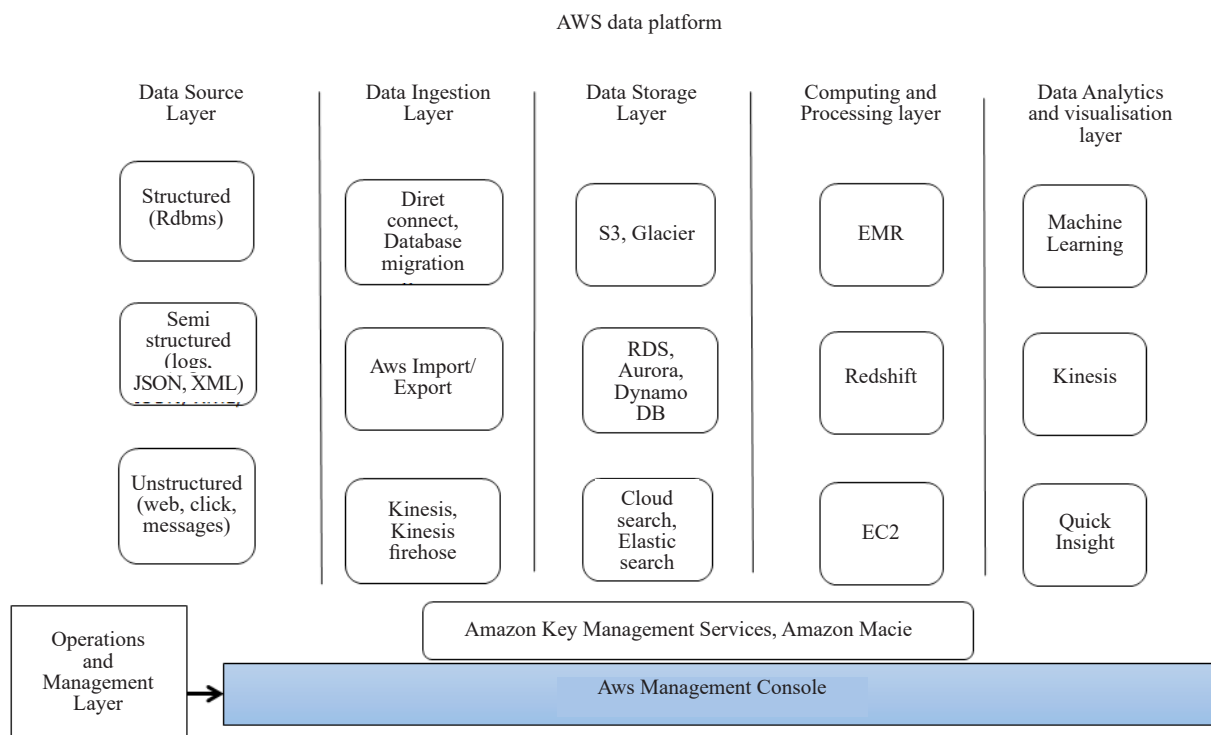 AWS data platform
Data Source
Layer
Data Ingestion
Layer
Data Storage
Layer
Computing and
Processing layer
Data Analytics
and visualisation
layer
Structured
(Rdbms)
Diret
connect,
Database
migration
S3, Glacier
EMR
Machine
Learning
Semi
structured
(logs,
JSON, XML)
Aws Import/
Export
RDS,
Aurora,
Dynamo
DB
Redshift
Kinesis
Unstructured
(web, click,
messages)
Kinesis,
Kinesis
firehose
Cloud
search,
Elastic
search
EC2
Quick
Insight
Operations
and
Management
Layer
Amazon Key Management Services, Amazon Macie
Aws Management Console